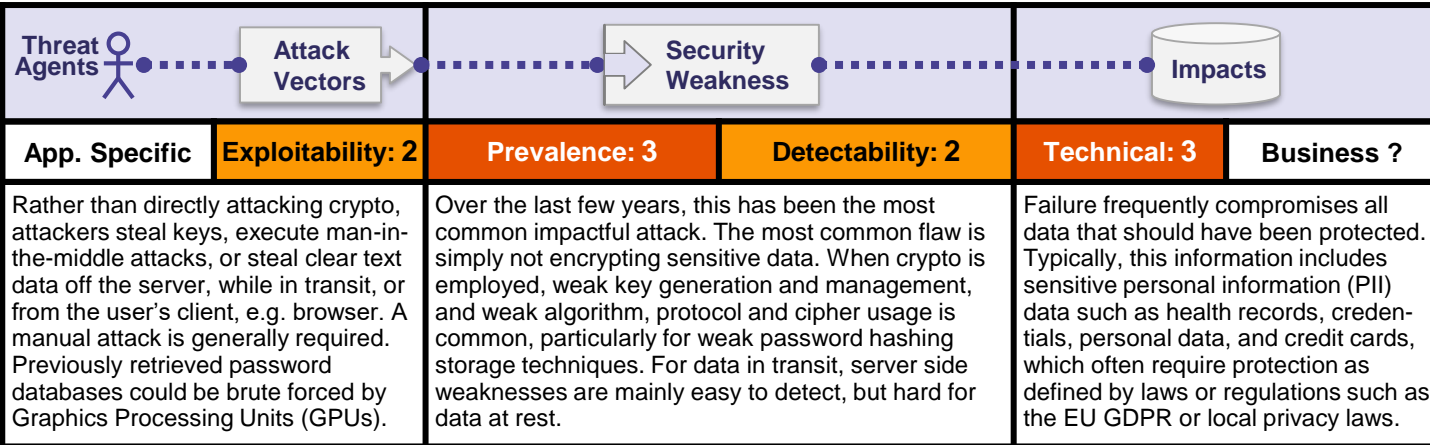 Threat
Agents
Attack
Vectors
Security
Weakness
Impacts
App. Specific
Exploitability: 2
Prevalence: 3
Detectability: 2
Technical: 3
Business ?
Rather than directly attacking crypto,
attackers steal keys, execute man-in-
the-middle attacks, or steal clear text
data off the server, while in transit, or
from the user's client, e.g. browser. A
manual attack is generally required.
Previously retrieved password
databases could be brute forced by
Graphics Processing Units (GPUs).
Over the last few years, this has been the most
common impactful attack. The most common flaw is
simply not encrypting sensitive data. When crypto is
employed, weak key generation and management,
and weak algorithm, protocol and cipher usage is
common, particularly for weak password hashing
storage techniques. For data in transit, server side
weaknesses are mainly easy to detect, but hard for
data at rest.
Failure frequently compromises all
data that should have been protected.
Typically, this information includes
sensitive personal information (PII)
data such as health records, creden-
tials, personal data, and credit cards,
which often require protection as
defined by laws or regulations such as
the EU GDPR or local privacy laws.